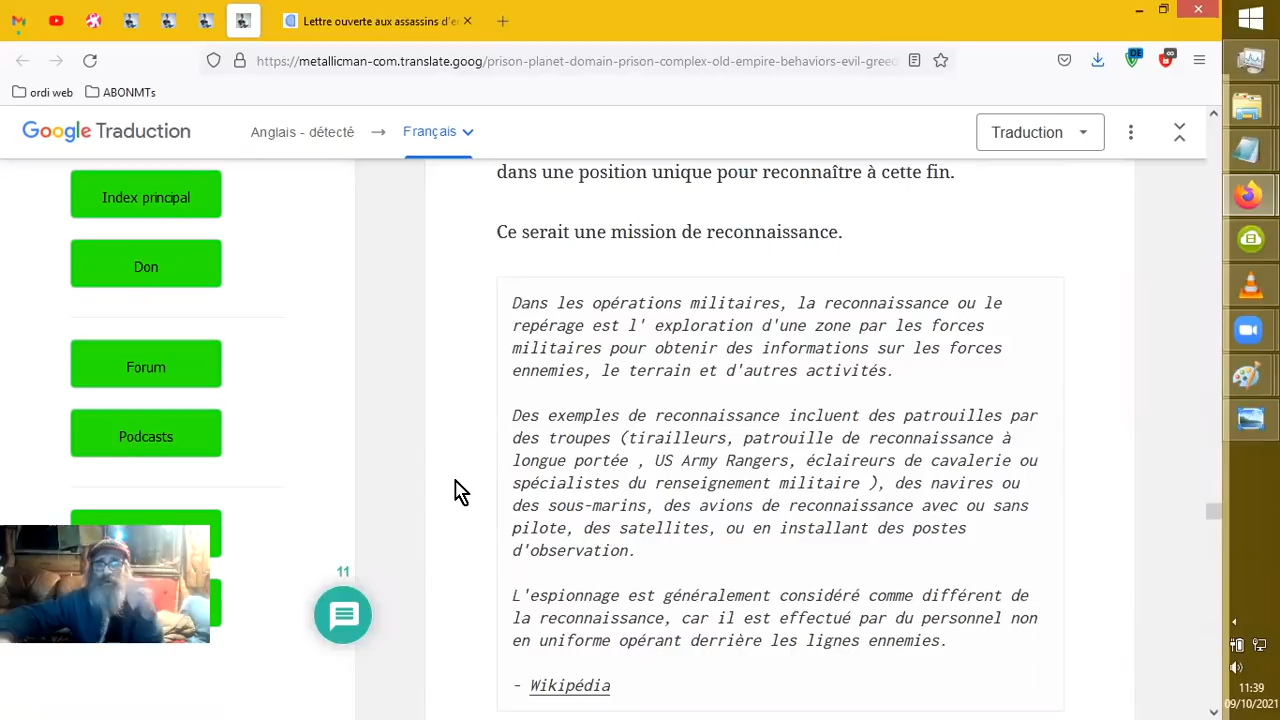 Lettre ouverte aux assassins d'e
https://metallicman-com.translate.goog/prison-planet-domain-prison-complex-old-empire-behaviors-evil-greed
ordi web
ABONMTs
DE
∞
Google Traduction
Anglais - détecté
Français
Traduction
Index principal
Don
Forum
Podcasts
11
dans une position unique pour reconnaître à cette fin.
Ce serait une mission de reconnaissance.
Dans les opérations militaires, la reconnaissance ou le
repérage est l' exploration d'une zone par les forces
militaires pour obtenir des informations sur les forces
ennemies, le terrain et d'autres activités.
Des exemples de reconnaissance incluent des patrouilles par
des troupes (tirailleurs, patrouille de reconnaissance à
longue portée , US Army Rangers, éclaireurs de cavalerie ou
spécialistes du renseignement militaire ), des navires ou
des sous-marins, des avions de reconnaissance avec ou sans
pilote, des satellites, ou en installant des postes
d'observation.
L'espionnage est généralement considéré comme différent de
la reconnaissance, car il est effectué par du personnel non
en uniforme opérant derrière les lignes ennemies.
- Wikipédia
11:39
09/10/2021